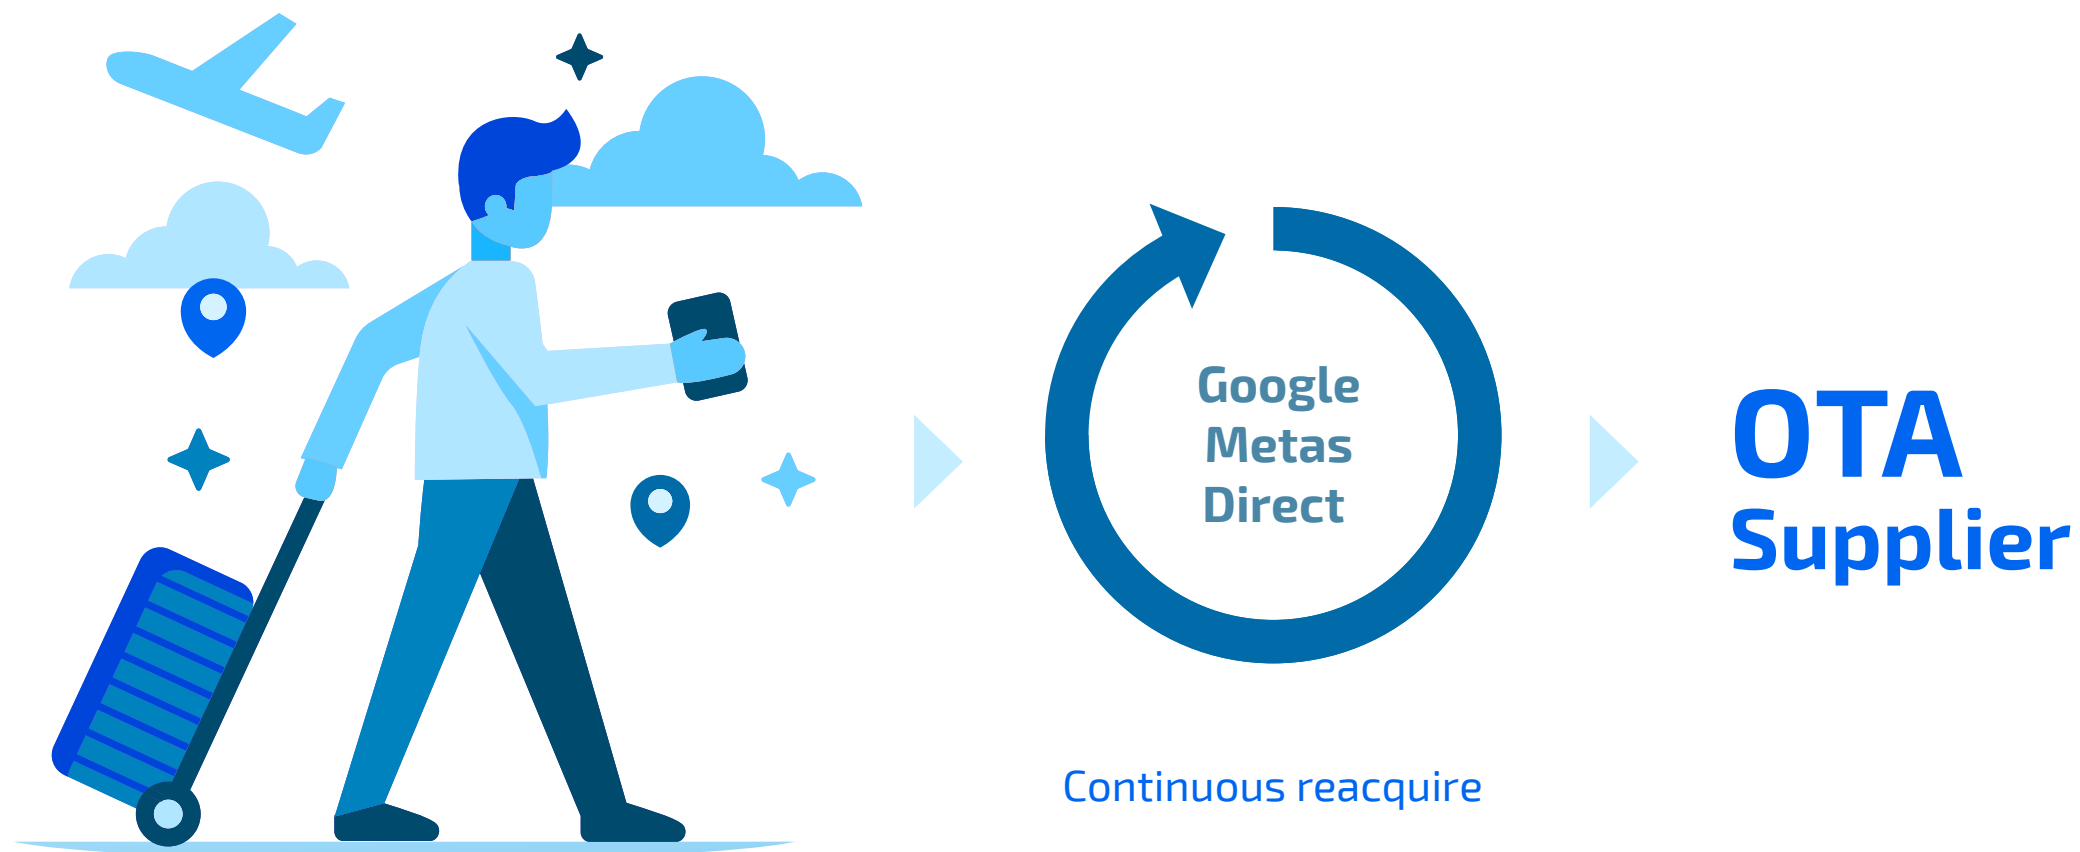 Google
Metas
Direct
Continuous reacquire
OTA
Supplier